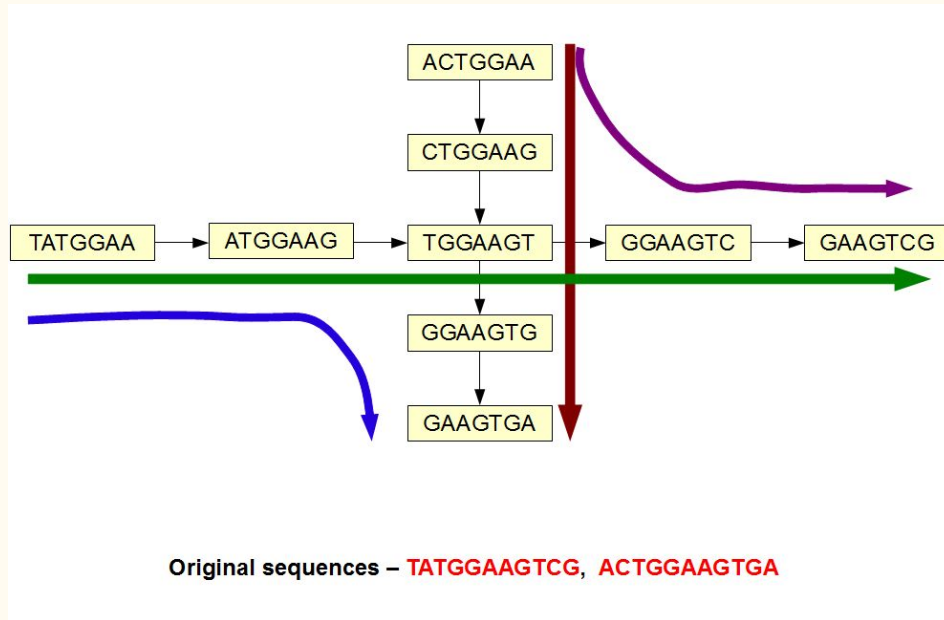 ACTGGAA
CTGGAAG
TATGGAA ATGGAAG TGGAAGT GGAAGTC GAAGTCG
GGAAGTG
GAAGTGA
Original sequences – TATGGAAGTCG, ACTGGAAGTGA